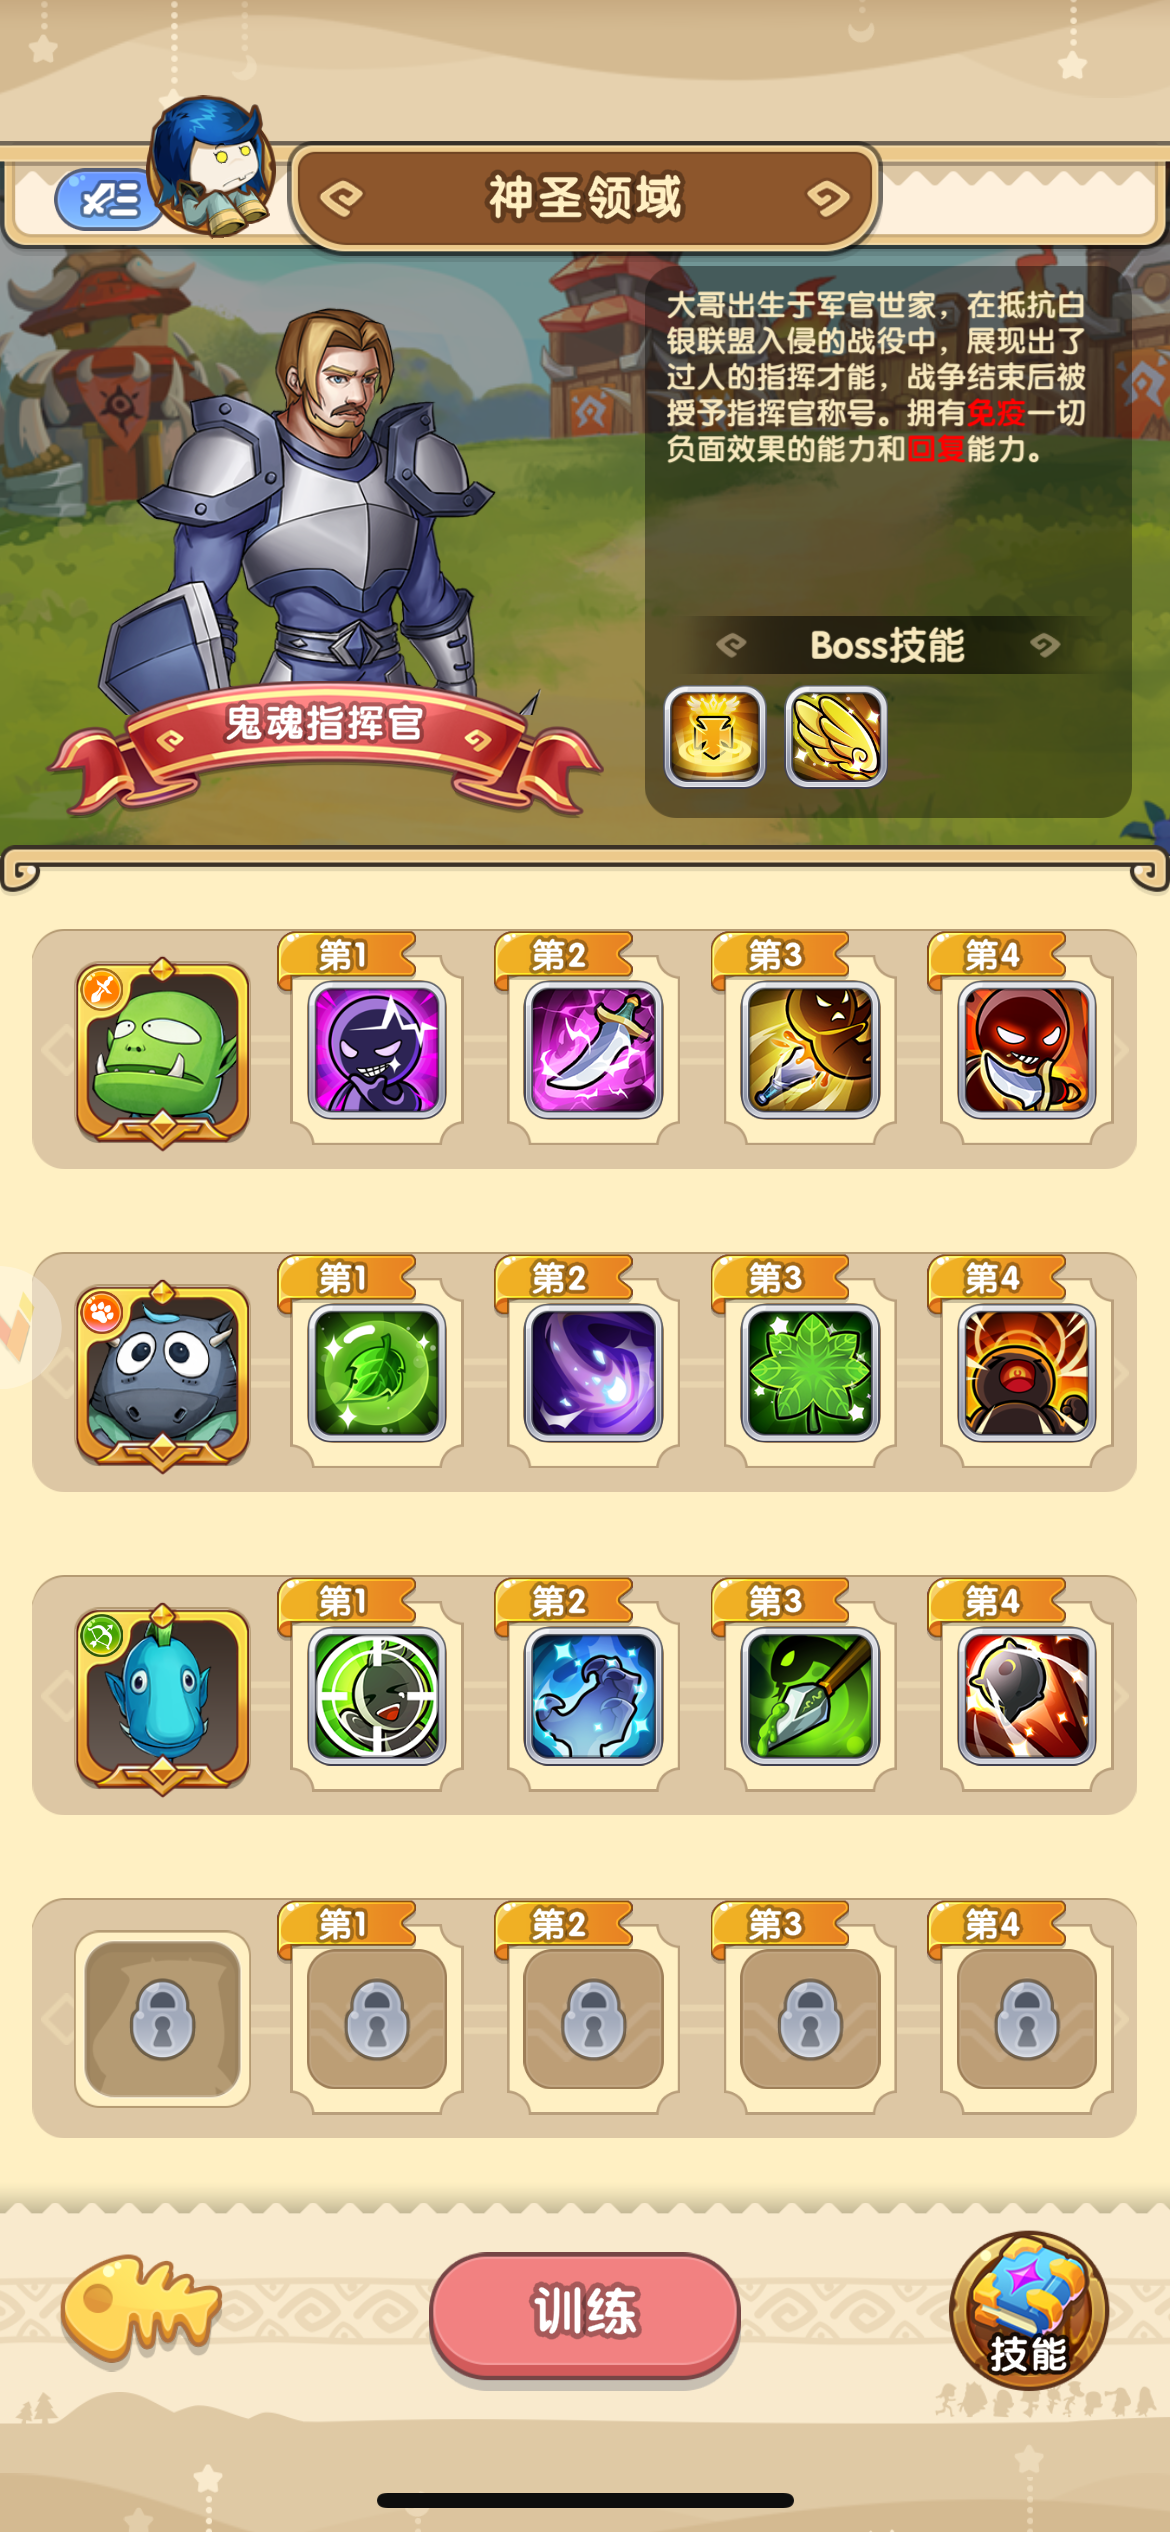 神圣领域
大哥出生于军官世家，在抵抗白
银联盟入侵的战役中，展现出了
过人的指挥才能，战争结束后被
授予指挥官称号。拥有免疫一切
负面效果的能力和回复能力。
Boss技能
鬼魂指挥官
第1 第2 第3 第4
第1 第2 第3 第4
第1 第2 第3 第4
第1 第2 第3 第4
训练
技能